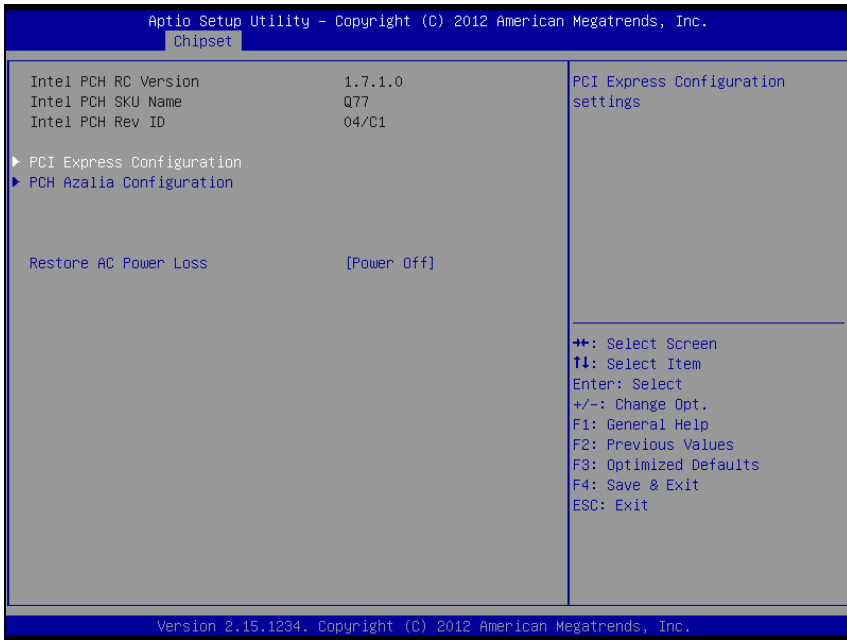 Aptio Setup Utility – Copyright (C) 2012 American Megatrends, Inc.
Chipset
Intel PCH RC Version 1.7.1.0
Intel PCH SKU Name Q77
Intel PCH Rev ID 04/C1
▶ PCI Express Configuration
▶ PCH Azalia Configuration
Restore AC Power Loss [Power Off]
PCI Express Configuration
settings
→←: Select Screen
↑↓: Select Item
Enter: Select
+/-: Change Opt.
F1: General Help
F2: Previous Values
F3: Optimized Defaults
F4: Save & Exit
ESC: Exit
Version 2.15.1234. Copyright (C) 2012 American Megatrends, Inc.